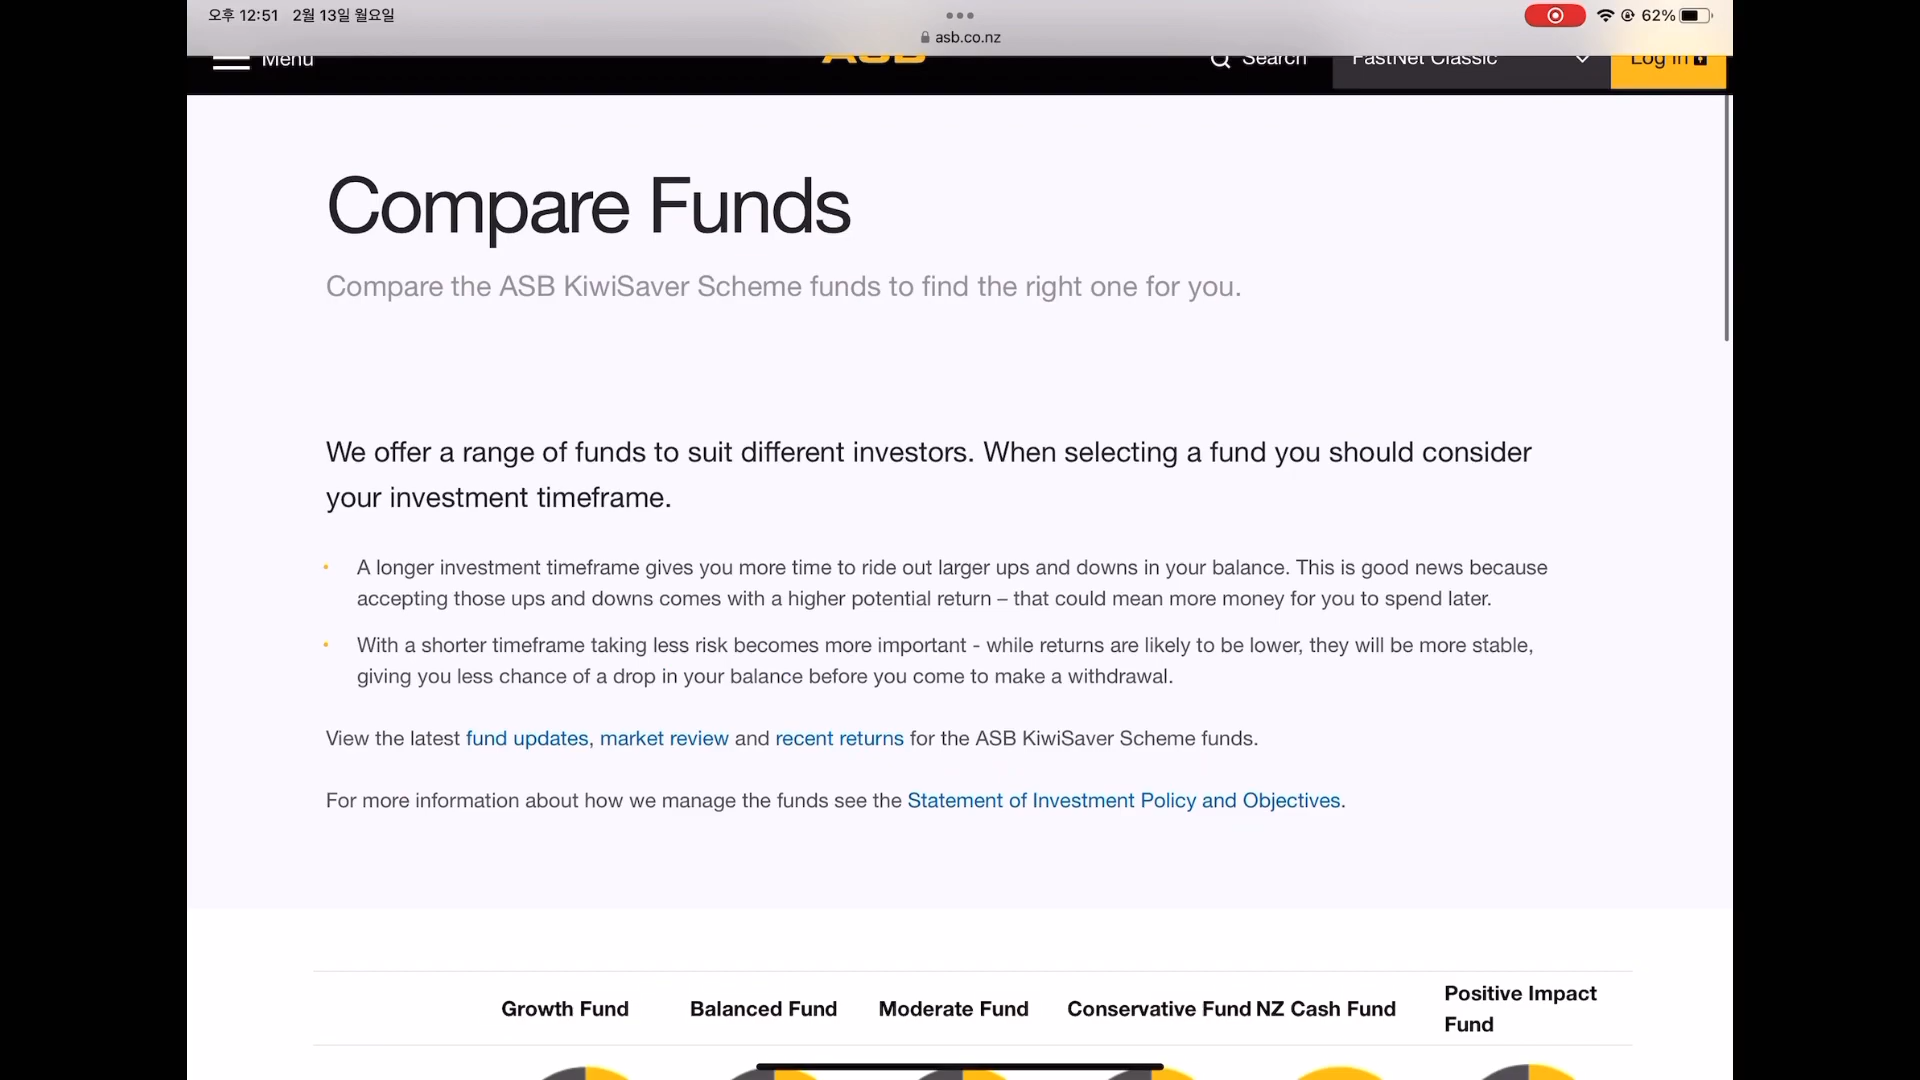 오후 12:51 2월 13일 월요일
62%
asb.co.nz
Menu
ASB
Search
FastNet Classic
Log in
Compare Funds
Compare the ASB KiwiSaver Scheme funds to find the right one for you.
We offer a range of funds to suit different investors. When selecting a fund you should consider
your investment timeframe.
• A longer investment timeframe gives you more time to ride out larger ups and downs in your balance. This is good news because
accepting those ups and downs comes with a higher potential return – that could mean more money for you to spend later.
• With a shorter timeframe taking less risk becomes more important - while returns are likely to be lower, they will be more stable,
giving you less chance of a drop in your balance before you come to make a withdrawal.
View the latest fund updates, market review and recent returns for the ASB KiwiSaver Scheme funds.
For more information about how we manage the funds see the Statement of Investment Policy and Objectives.
Growth Fund
Balanced Fund
Moderate Fund
Conservative Fund
NZ Cash Fund
Positive Impact
Fund